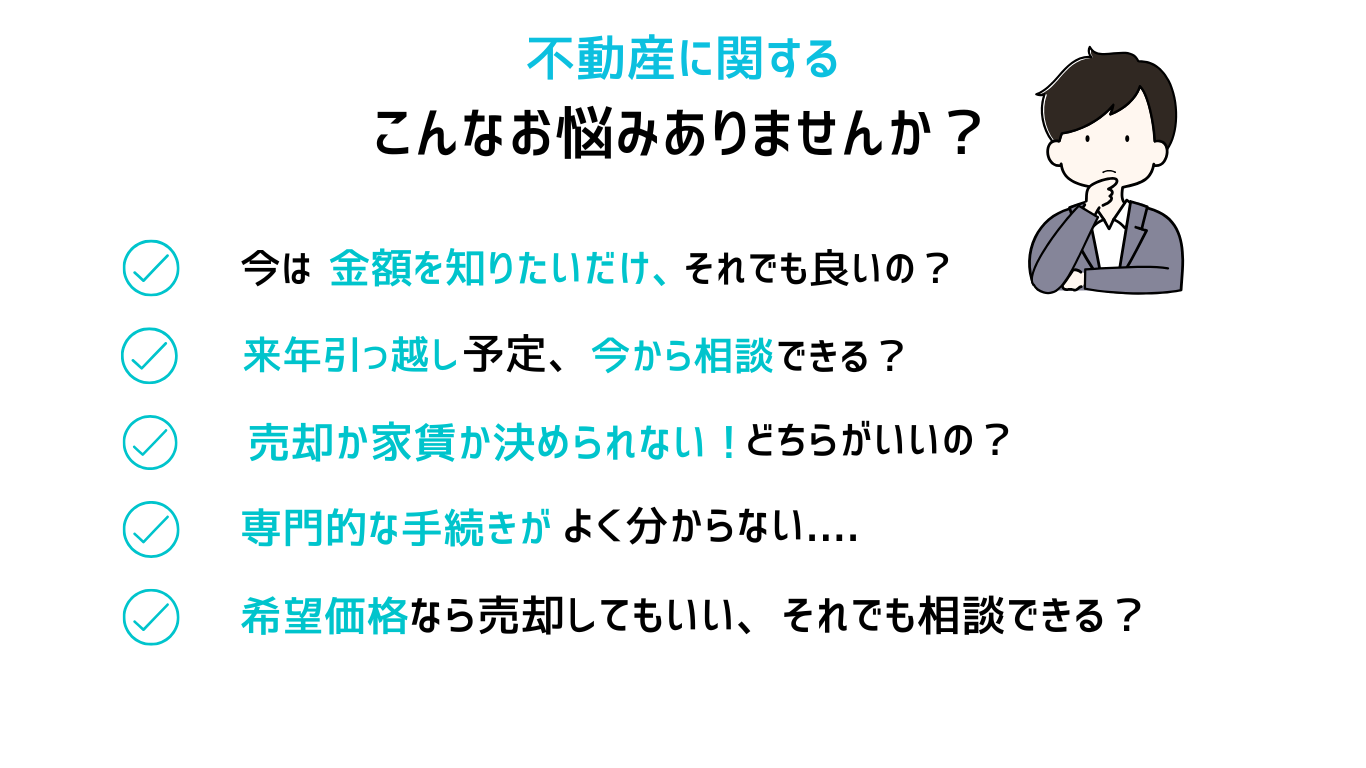 不動産に関する
こんなお悩みありませんか？
今は 金額を知りたいだけ、それでも良いの？
来年引っ越し予定、今から相談できる？
売却か家賃か決められない！どちらがいいの？
専門的な手続きが よく分からない....
希望価格なら売却してもいい、それでも相談できる？